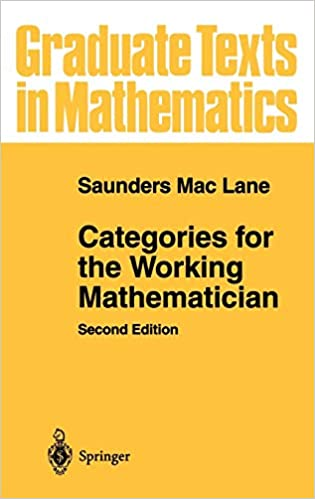 Graduate Texts
in Mathematics
Saunders Mac Lane
Categories for
the Working
Mathematician
Second Edition
Springer